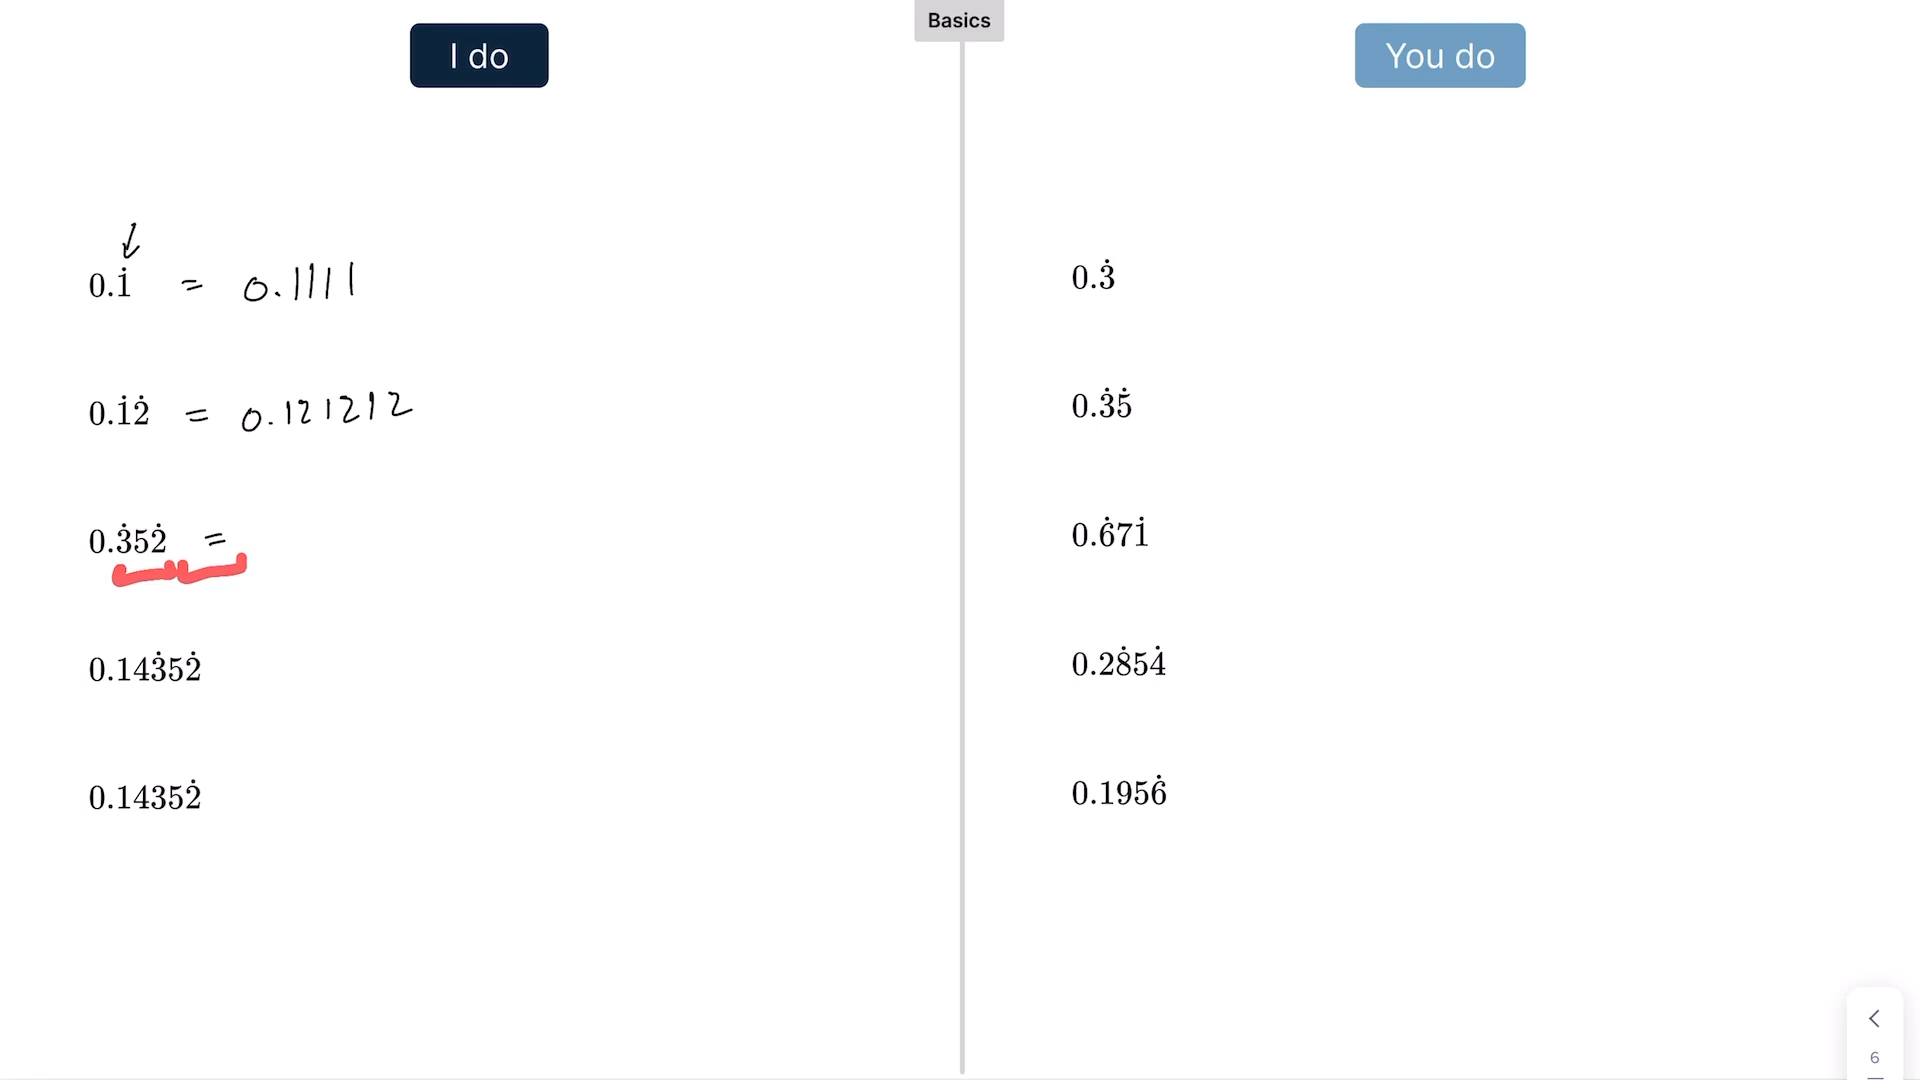 Basics
I do
0.1̇ = 0.1111
0.1̇2̇ = 0.121212
0.3̇52̇ =
0.143̇52̇
0.14352̇
You do
0.3̇
0.3̇5̇
0.6̇71̇
0.28̇54̇
0.1956̇
6